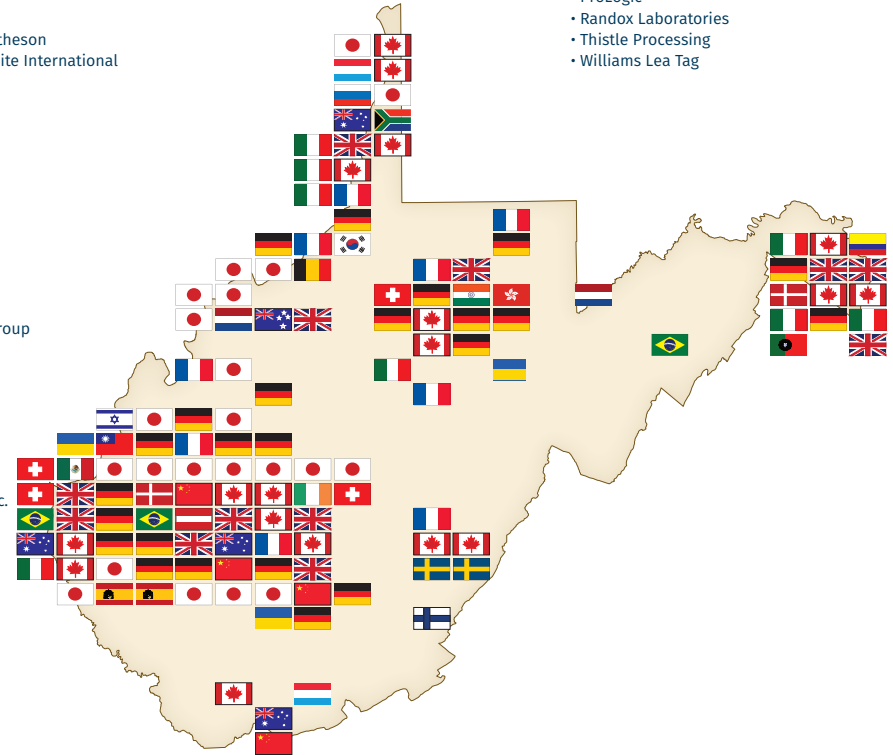 theson
ite International
• Randox Laboratories
• Thistle Processing
• Williams Lea Tag
roup
c.